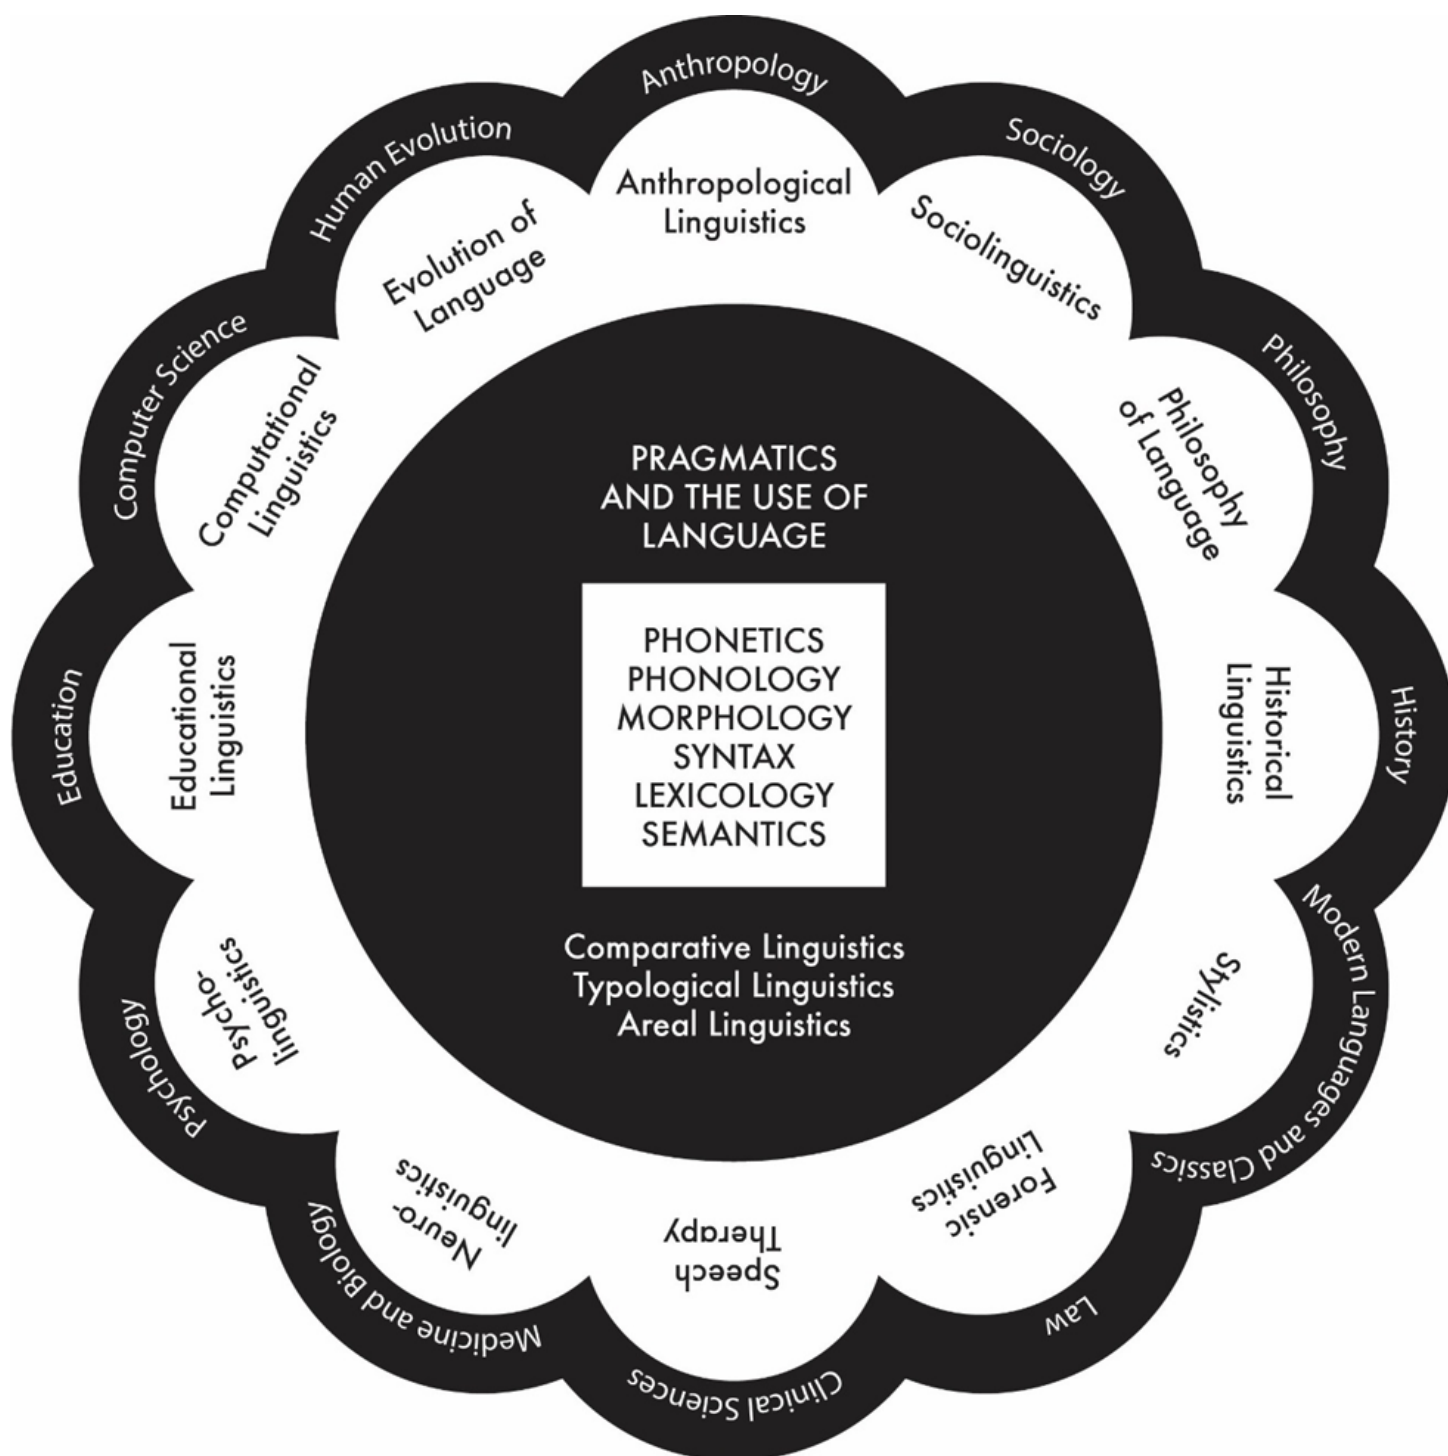 Anthropology
Anthropological
Linguistics
Sociology
Sociolinguistics
Philosophy
Philosophy
of Language
History
Historical
Linguistics
Modern Languages and Classics
Stylistics
Law
Forensic
Linguistics
Clinical Sciences
Speech
Therapy
Medicine and Biology
Neuro-
linguistics
Psychology
Psycho-
linguistics
Education
Educational
Linguistics
Computer Science
Computational
Linguistics
Human Evolution
Evolution of
Language
PRAGMATICS
AND THE USE OF
LANGUAGE
PHONETICS
PHONOLOGY
MORPHOLOGY
SYNTAX
LEXICOLOGY
SEMANTICS
Comparative Linguistics
Typological Linguistics
Areal Linguistics